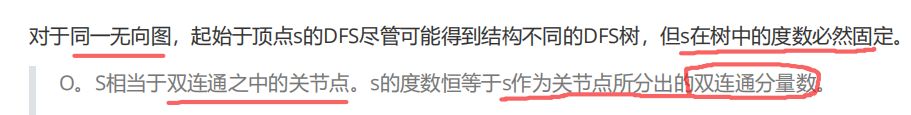 对于同一无向图，起始于顶点s的DFS尽管可能得到结构不同的DFS树，但s在树中的度数必然固定。
O。S相当于双连通之中的关节点。s的度数恒等于s作为关节点所分出的双连通分量数。